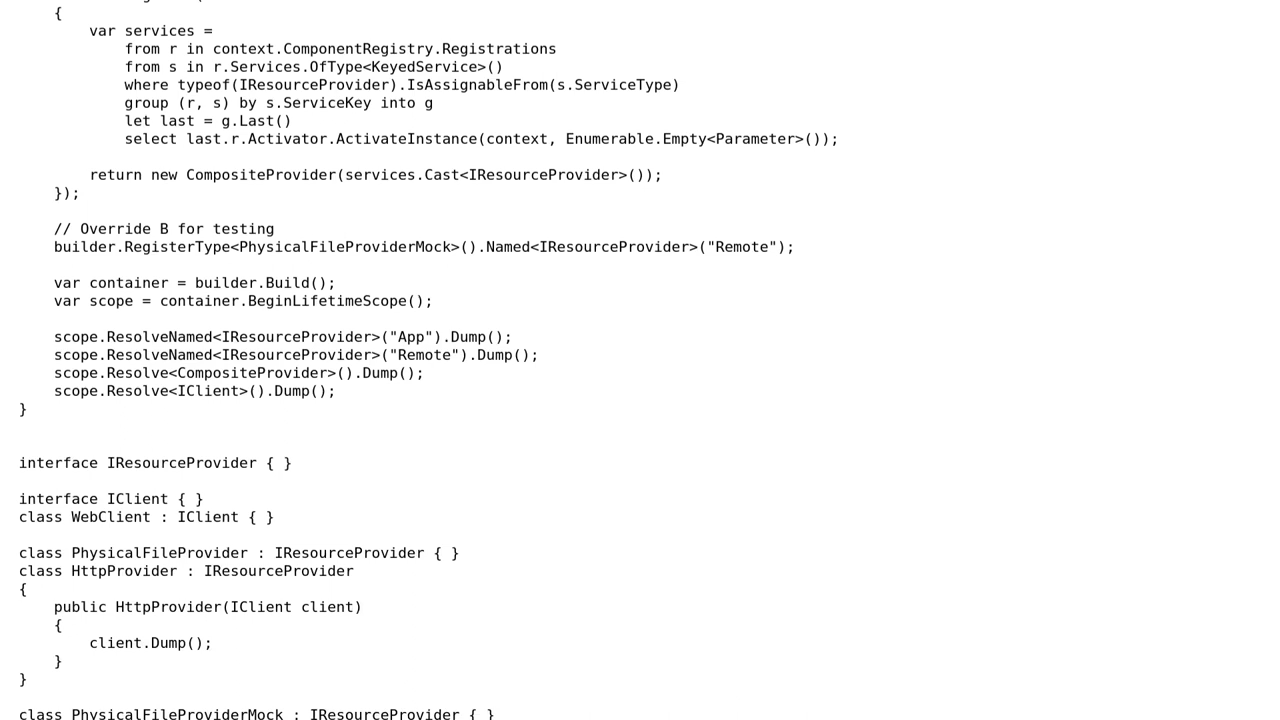 {
var services =
from r in context.ComponentRegistry.Registrations
from s in r.Services.OfType<KeyedService>()
where typeof(IResourceProvider).IsAssignableFrom(s.ServiceType)
group (r, s) by s.ServiceKey into g
let last = g.Last()
select last.r.Activator.ActivateInstance(context, Enumerable.Empty<Parameter>());
return new CompositeProvider(services.Cast<IResourceProvider>());
});
// Override B for testing
builder.RegisterType<PhysicalFileProviderMock>().Named<IResourceProvider>("Remote");
var container = builder.Build();
var scope = container.BeginLifetimeScope();
scope.ResolveNamed<IResourceProvider>("App").Dump();
scope.ResolveNamed<IResourceProvider>("Remote").Dump();
scope.Resolve<CompositeProvider>().Dump();
scope.Resolve<IClient>().Dump();
}
interface IResourceProvider { }
interface IClient { }
class WebClient : IClient { }
class PhysicalFileProvider : IResourceProvider { }
class HttpProvider : IResourceProvider
{
public HttpProvider(IClient client)
{
client.Dump();
}
}
class PhysicalFileProviderMock : IResourceProvider { }